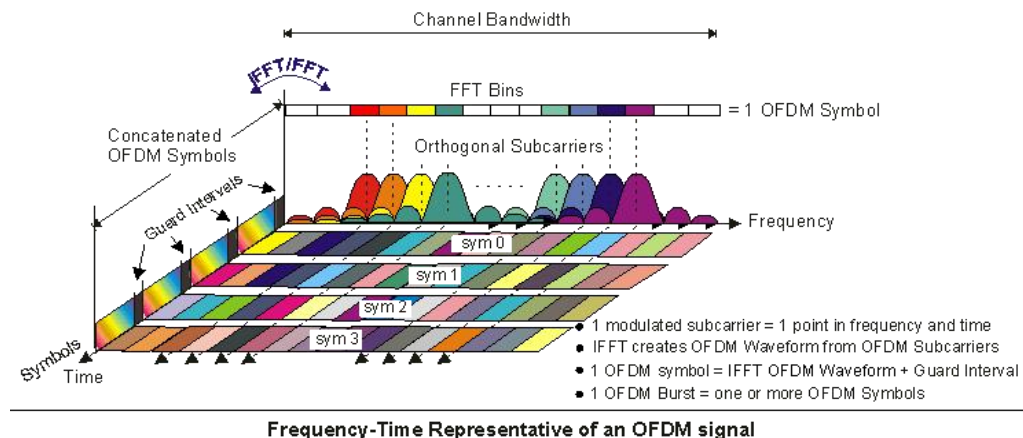 Channel Bandwidth
IFFT/FFT
FFT Bins
= 1 OFDM Symbol
Concatenated
OFDM Symbols
Orthogonal Subcarriers
Guard Intervals
Frequency
sym 0
sym 1
sym 2
sym 3
Symbols
Time
● 1 modulated subcarrier = 1 point in frequency and time
● IFFT creates OFDM Waveform from OFDM Subcarriers
● 1 OFDM symbol = IFFT OFDM Waveform + Guard Interval
● 1 OFDM Burst = one or more OFDM Symbols
Frequency-Time Representative of an OFDM signal